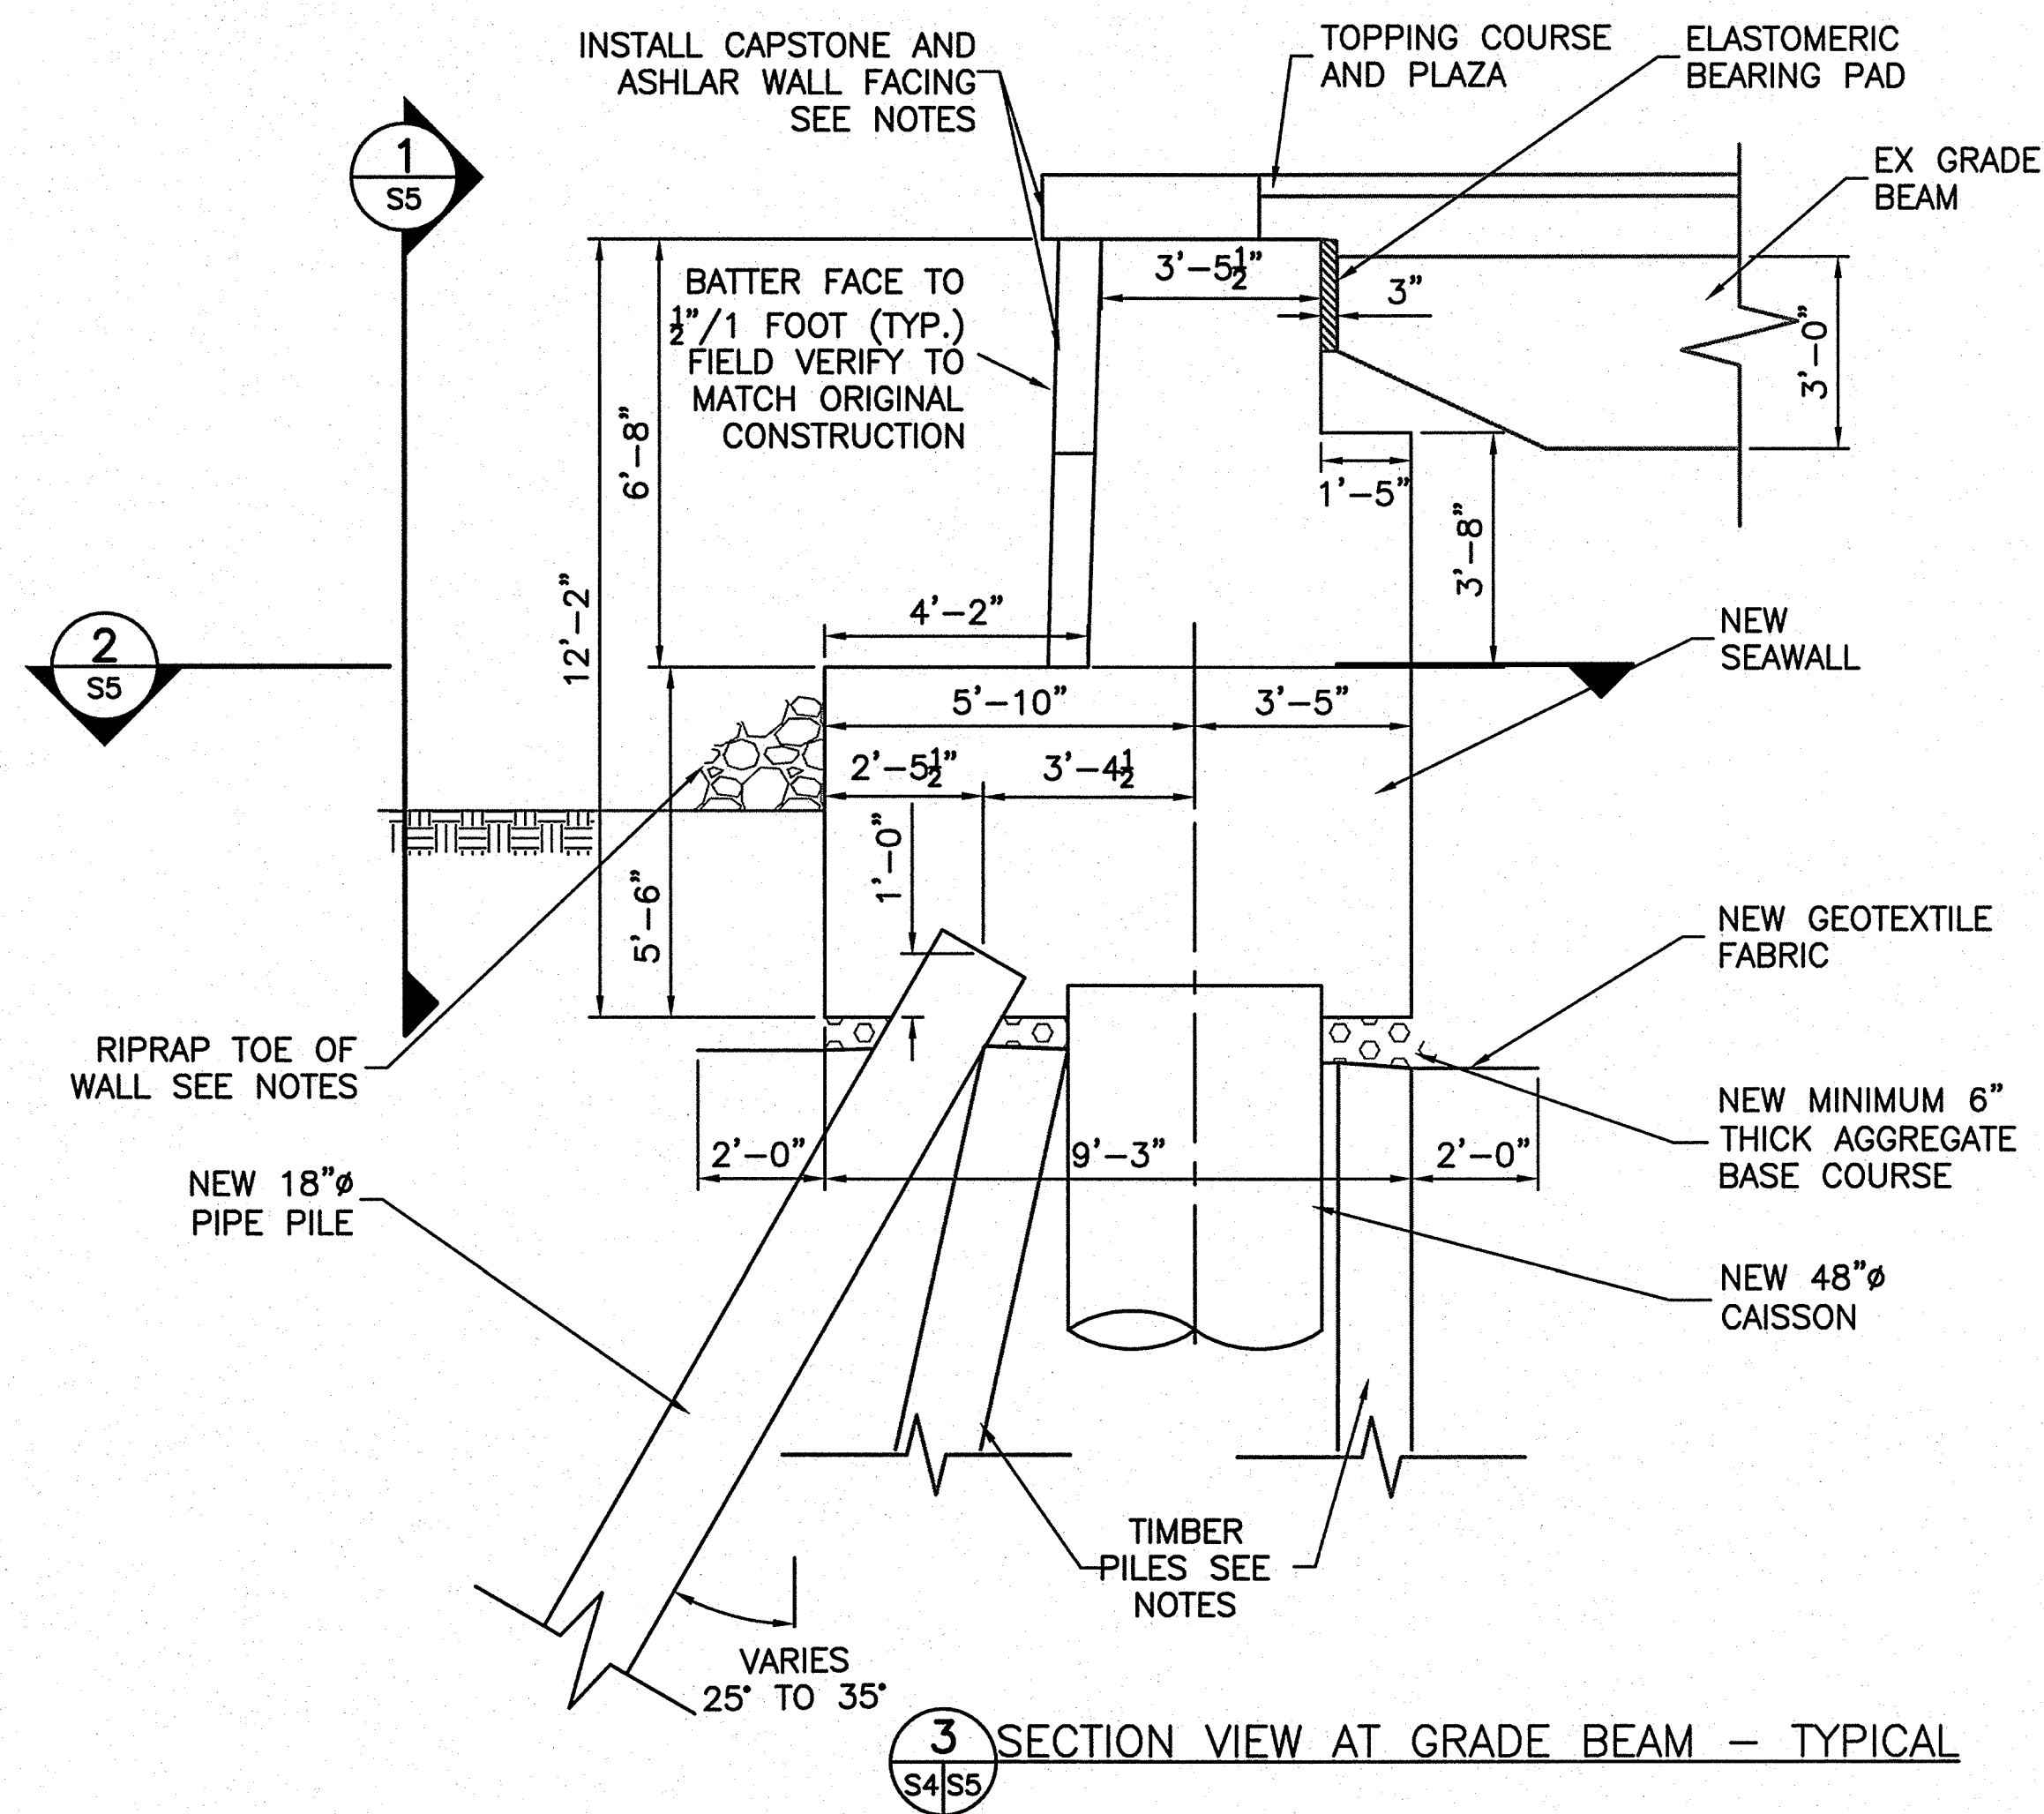 INSTALL CAPSTONE AND
ASHLAR WALL FACING
SEE NOTES
TOPPING COURSE
AND PLAZA
ELASTOMERIC
BEARING PAD
EX GRADE
BEAM
1
S5
BATTER FACE TO
½"/1 FOOT (TYP.)
FIELD VERIFY TO
MATCH ORIGINAL
CONSTRUCTION
3'-5½"
3"
3'-0"
6'-8"
12'-2"
1'-5"
3'-8"
4'-2"
2
S5
NEW
SEAWALL
5'-10"
3'-5"
2'-5½"
3'-4½
1'-0"
5'-6"
NEW GEOTEXTILE
FABRIC
RIPRAP TOE OF
WALL SEE NOTES
NEW MINIMUM 6"
THICK AGGREGATE
BASE COURSE
2'-0"
9'-3"
2'-0"
NEW 18"ø
PIPE PILE
NEW 48"ø
CAISSON
TIMBER
PILES SEE
NOTES
VARIES
25° TO 35°
3
S4 S5
SECTION VIEW AT GRADE BEAM – TYPICAL